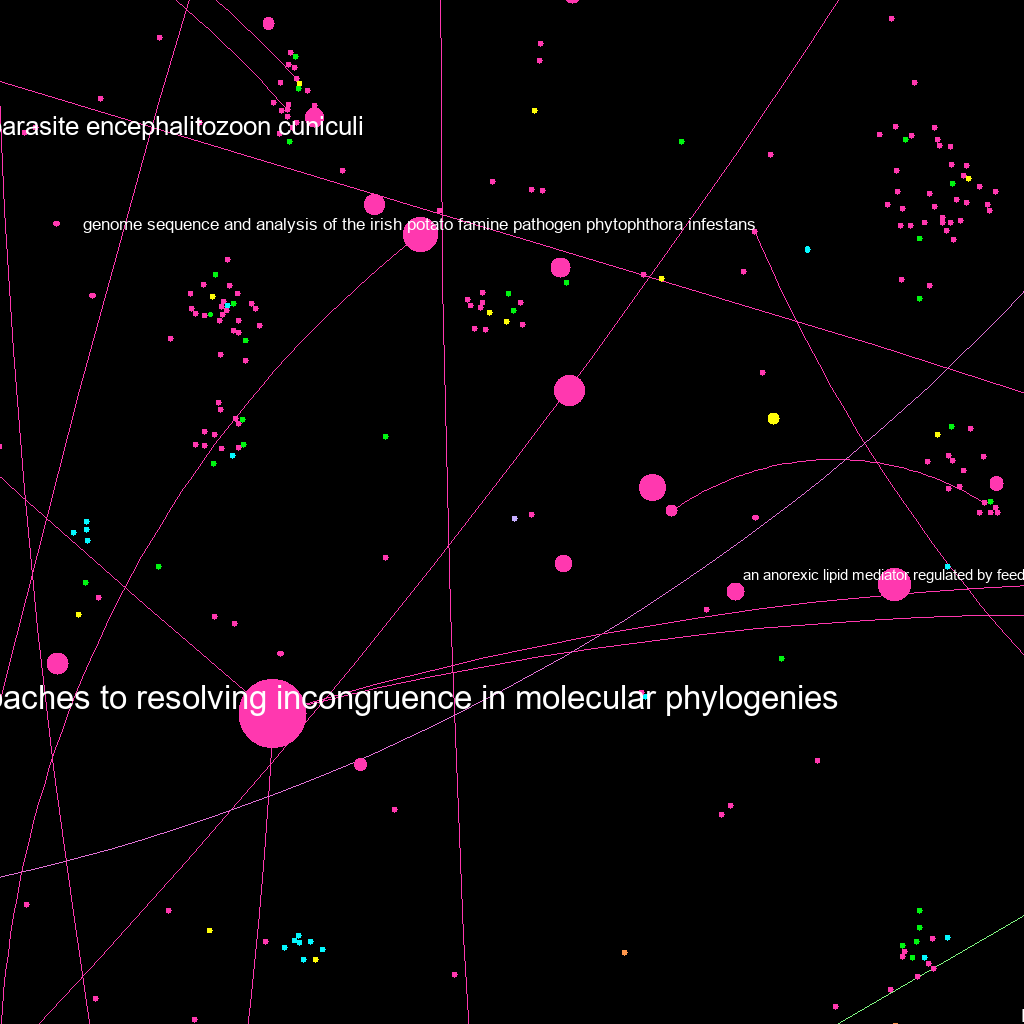 parasite encephalitozoon cuniculi
genome sequence and analysis of the irish potato famine pathogen phytophthora infestans
an anorexic lipid mediator regulated by feed
to resolving incongruence in molecular phylogenies